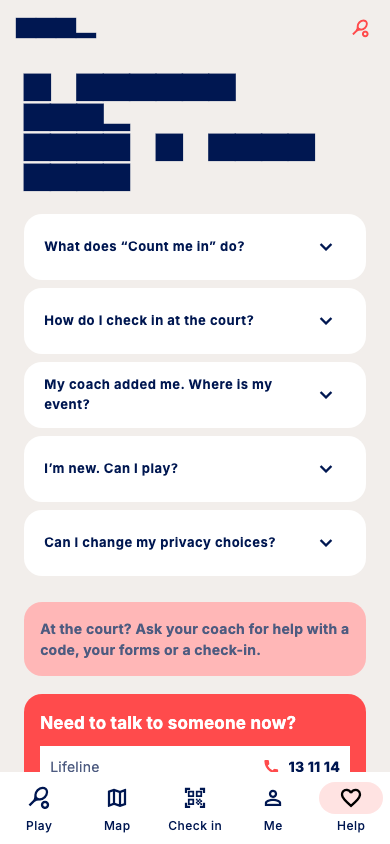 What does “Count me in” do?
How do I check in at the court?
My coach added me. Where is my
event?
I’m new. Can I play?
Can I change my privacy choices?
At the court? Ask your coach for help with a
code, your forms or a check-in.
Need to talk to someone now?
Lifeline 13 11 14
Play Map Check in Me Help